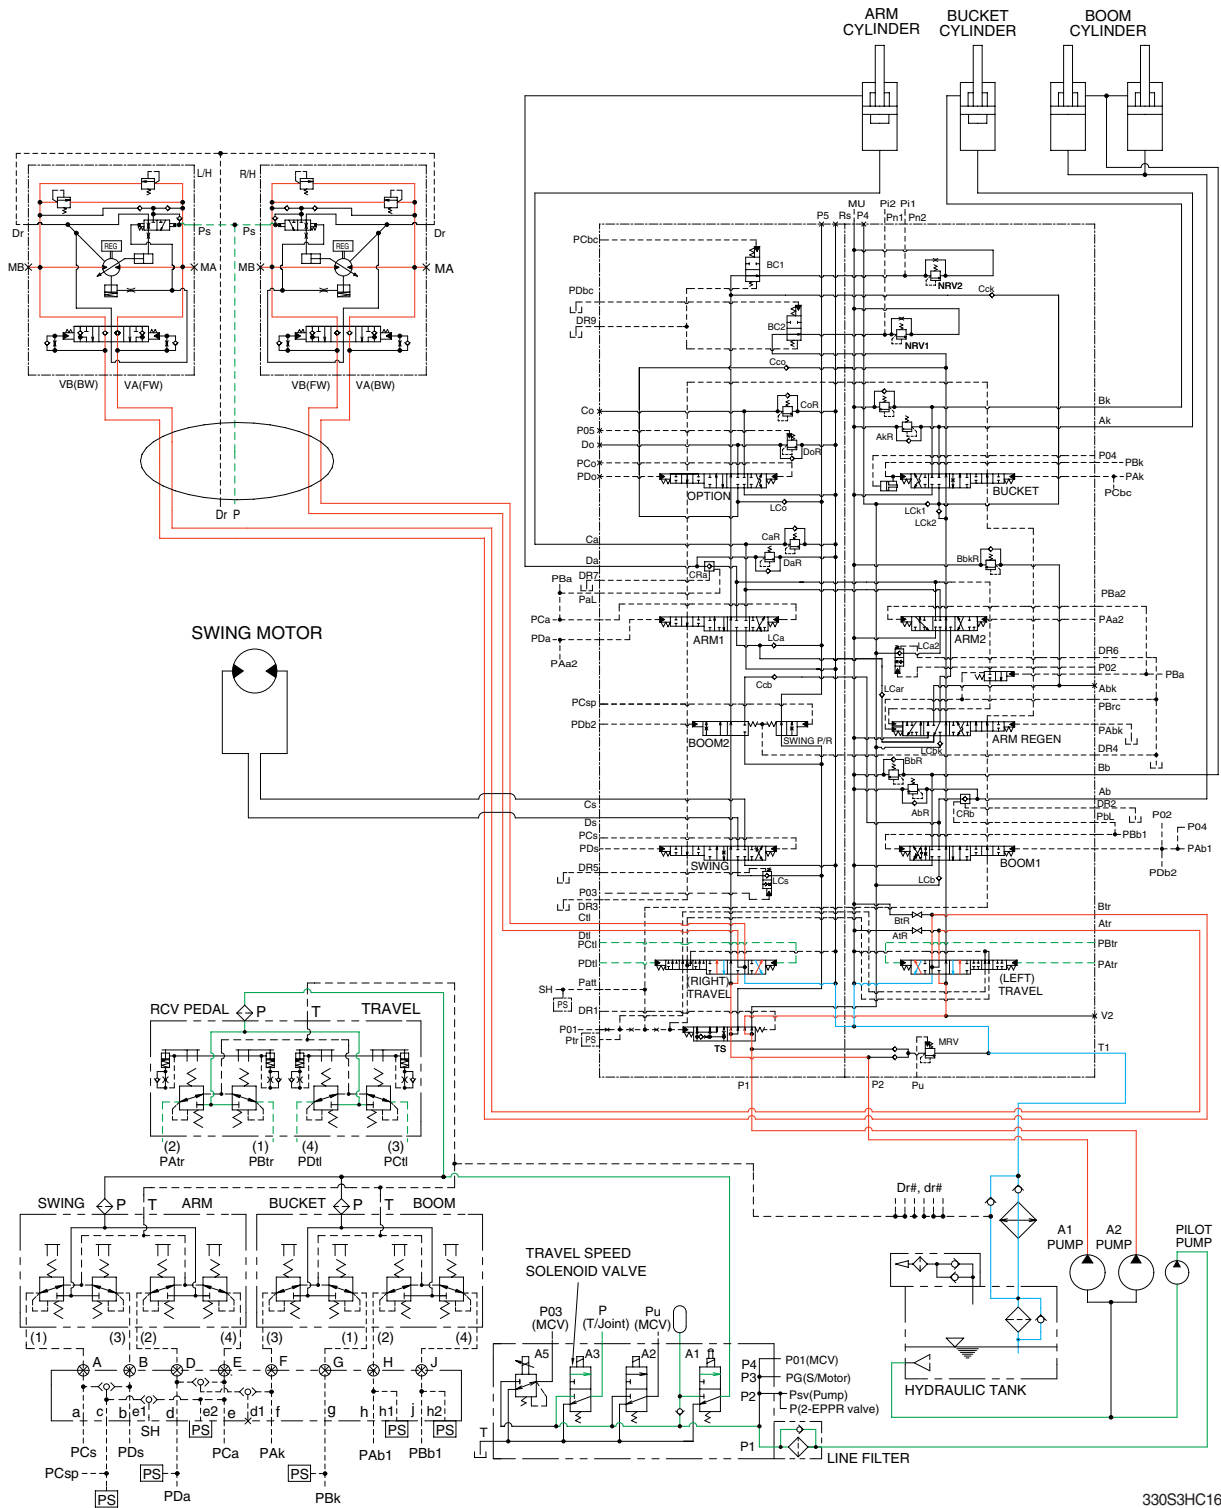 ARM CYLINDER
BUCKET CYLINDER
BOOM CYLINDER
L/H
R/H
Dr
Ps
Ps
Dr
REG
REG
MB
MA
MB
MA
VB(BW)
VA(FW)
VB(FW)
VA(BW)
Dr P
P5
Rs
MU
P4
Pi2
Pn1
Pi1
Pn2
PCbc
BC1
NRV2
Cck
PDbc
DR9
BC2
NRV1
Cco
Co
CoR
P05
Do
DoR
AkR
Bk
Ak
PCo
PDo
OPTION
LCo
BUCKET
LCk1
LCk2
P04
PBk
PAk
PCbc
Ca
CaR
Da
DaR
CRa
DR7
PBa
PaL
BbkR
PCa
PDa
PAa2
ARM1
LCa
ARM2
LCa2
PBa2
PAa2
DR6
P02
PBa
Ccb
LCar
Abk
PCsp
PDb2
BOOM2
SWING P/R
ARM REGEN
LCbk
PBrc
PAbk
DR4
BbR
Bb
AbR
CRb
Ab
DR2
PbL
P02
P04
PBb1
PAb1
PDb2
SWING MOTOR
Cs
Ds
PCs
PDs
SWING
BOOM1
DR5
LCs
LCb
P03
DR3
Ctl
BtR
Btr
Dtl
AtR
Atr
PCtl
PBtr
PDtl
PAtr
(RIGHT) TRAVEL
(LEFT) TRAVEL
Patt
SH
PS
DR1
P01
Ptr
PS
TS
V2
MRV
T1
P1
P2
Pu
RCV PEDAL
P
T
TRAVEL
(2)
(1)
(4)
(3)
PAtr
PBtr
PDtl
PCtl
SWING
P
T
ARM
BUCKET
P
T
BOOM
(1)
(3)
(2)
(4)
(3)
(1)
(2)
(4)
A
B
D
E
F
G
H
J
a
c
b
e1
d
e2
e
d1
f
g
h
h1
j
h2
SH
PS
PS
PS
PCs
PDs
PCa
PAk
PAb1
PBb1
PCsp
PS
PS
PDa
PS
PBk
TRAVEL SPEED
SOLENOID VALVE
P03
(MCV)
P
(T/Joint)
Pu
(MCV)
A5
A3
A2
A1
P4
P3
P2
P01(MCV)
PG(S/Motor)
Psv(Pump)
P(2-EPPR valve)
T
P1
LINE FILTER
Dr#, dr#
A1
PUMP
A2
PUMP
PILOT
PUMP
HYDRAULIC TANK
330S3HC16